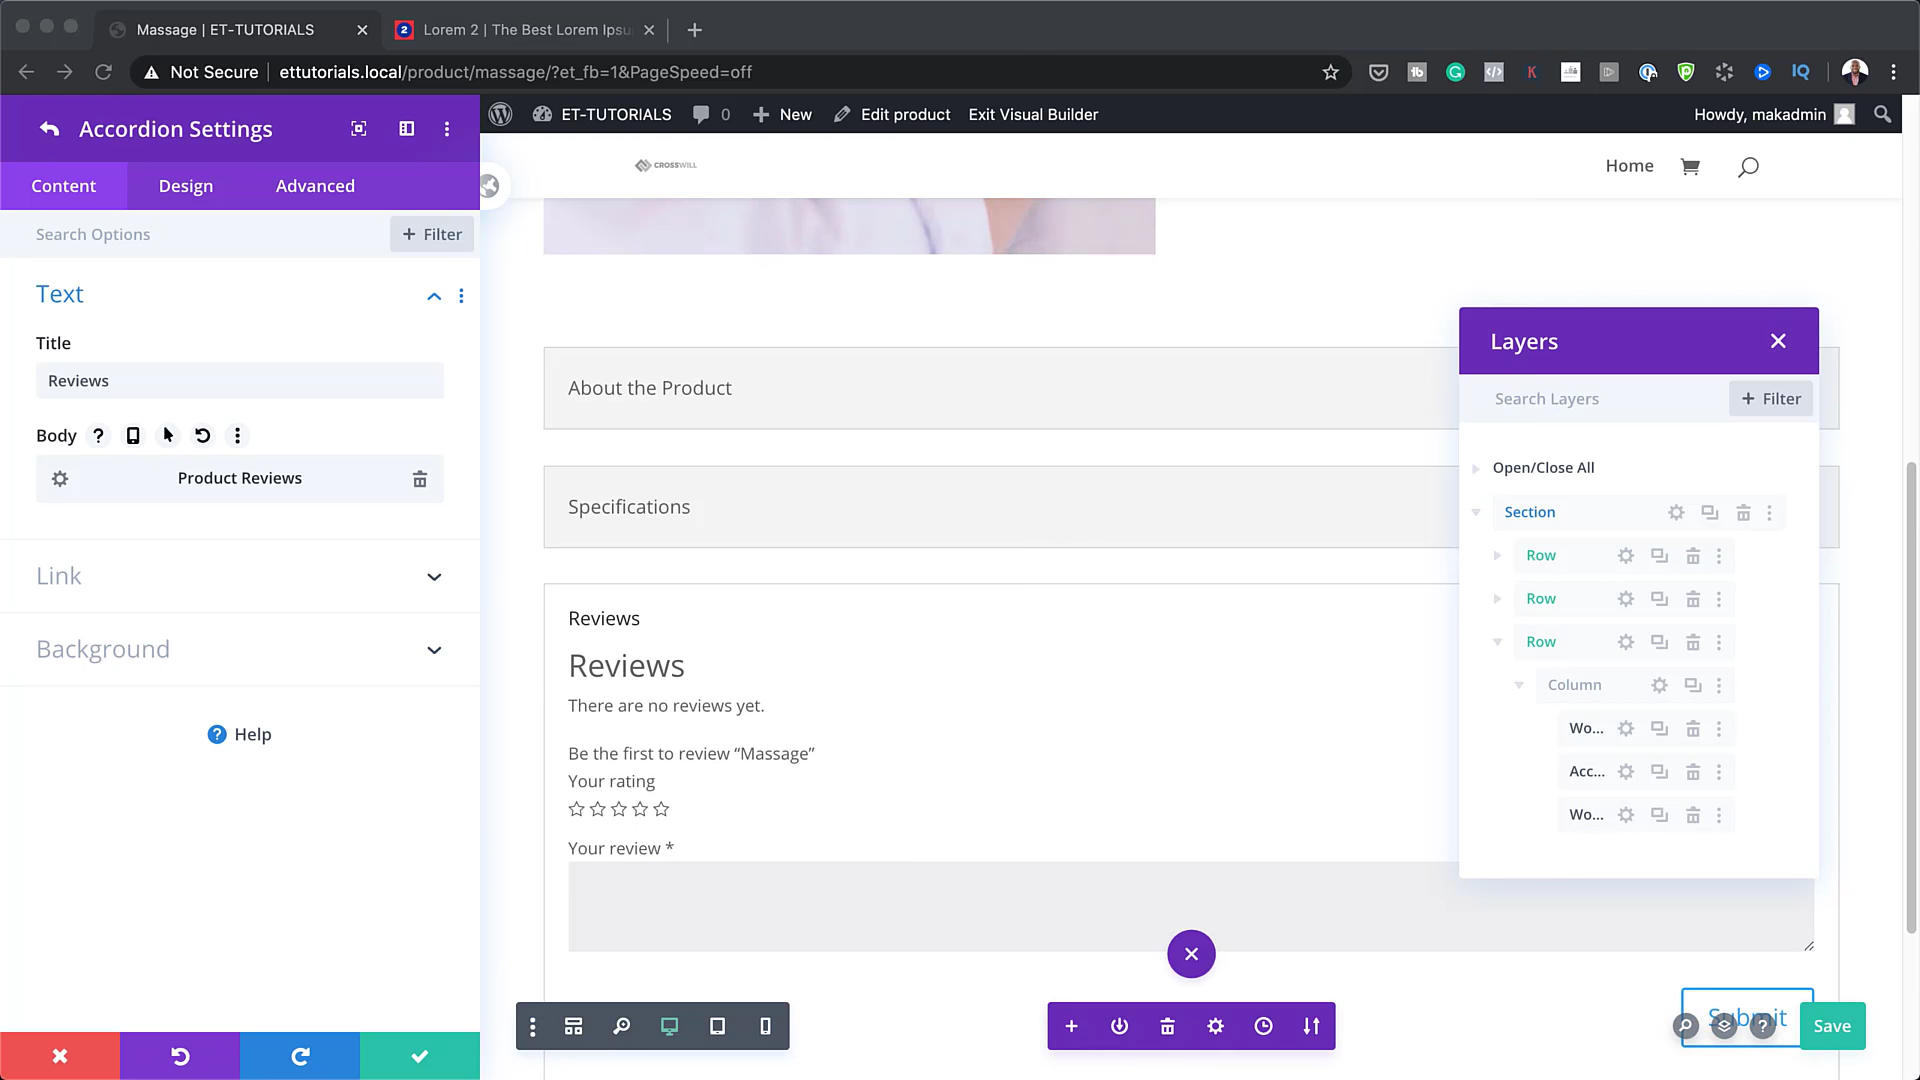 Massage | ET-TUTORIALS
2 Lorem 2 | The Best Lorem Ipsu
Not Secure | ettutorials.local/product/massage/?et_fb=1&PageSpeed=off
tb
K
IQ
Accordion Settings
ET-TUTORIALS 0 New Edit product Exit Visual Builder Howdy, makadmin
CROSSWILL Home
Content Design Advanced
Search Options + Filter
Text
Title
Reviews
Body ?
Product Reviews
Link
Background
? Help
About the Product
Specifications
Reviews
Reviews
There are no reviews yet.
Be the first to review “Massage”
Your rating
Your review *
Submit
Layers
Search Layers + Filter
Open/Close All
Section
Row
Row
Row
Column
Wo...
Acc...
Wo...
? Save